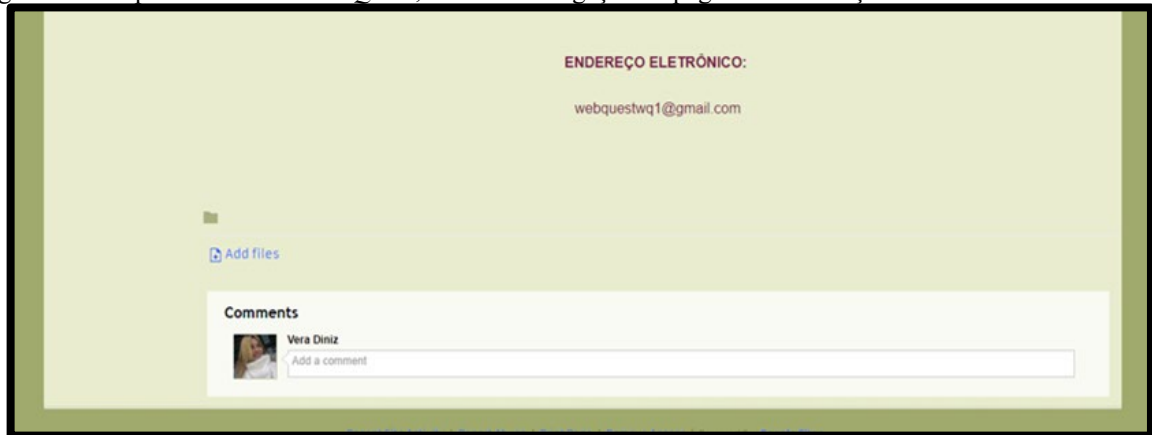 ENDEREÇO ELETRÔNICO:
webquestwq1@gmail.com
Add files
Comments
Vera Diniz
Add a comment